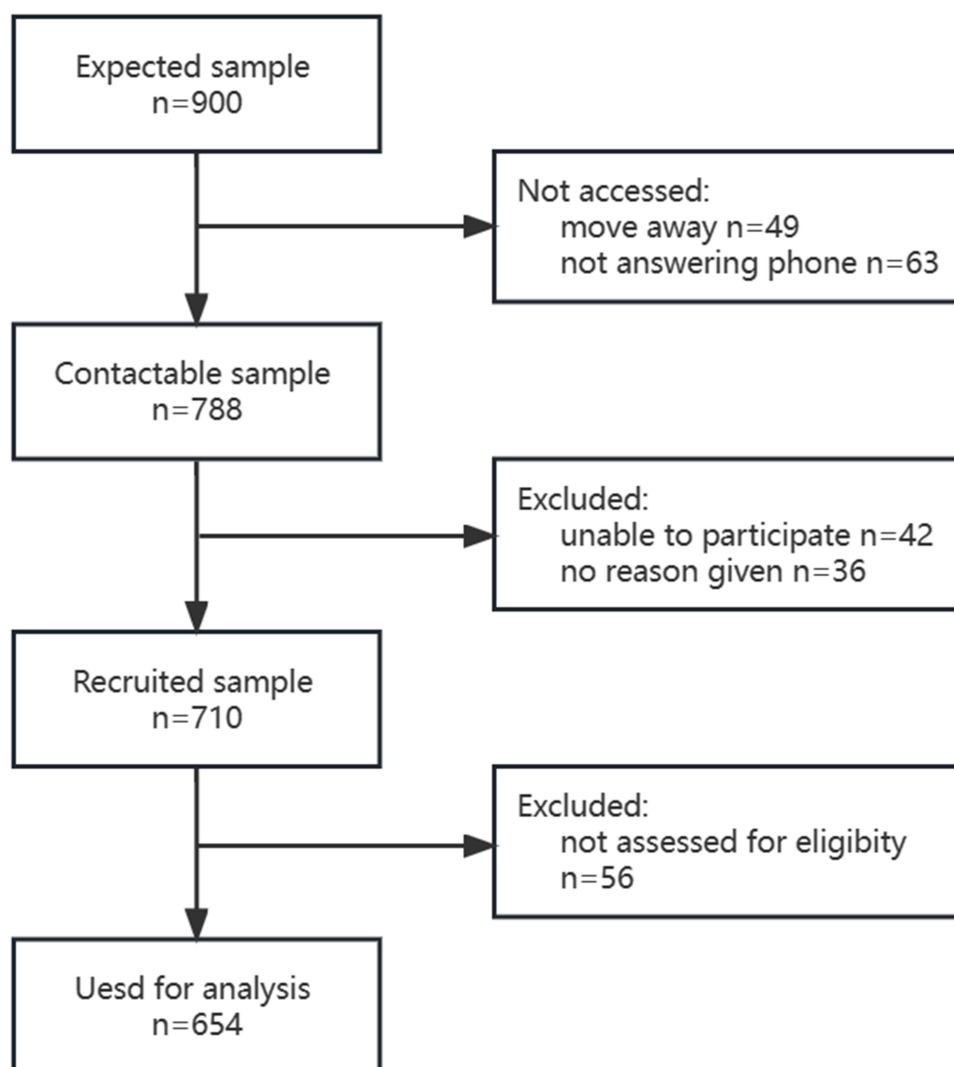 Expected sample
n=900
Not accessed:
move away n=49
not answering phone n=63
Contactable sample
n=788
Excluded:
unable to participate n=42
no reason given n=36
Recruited sample
n=710
Excluded:
not assessed for eligibity
n=56
Uesd for analysis
n=654